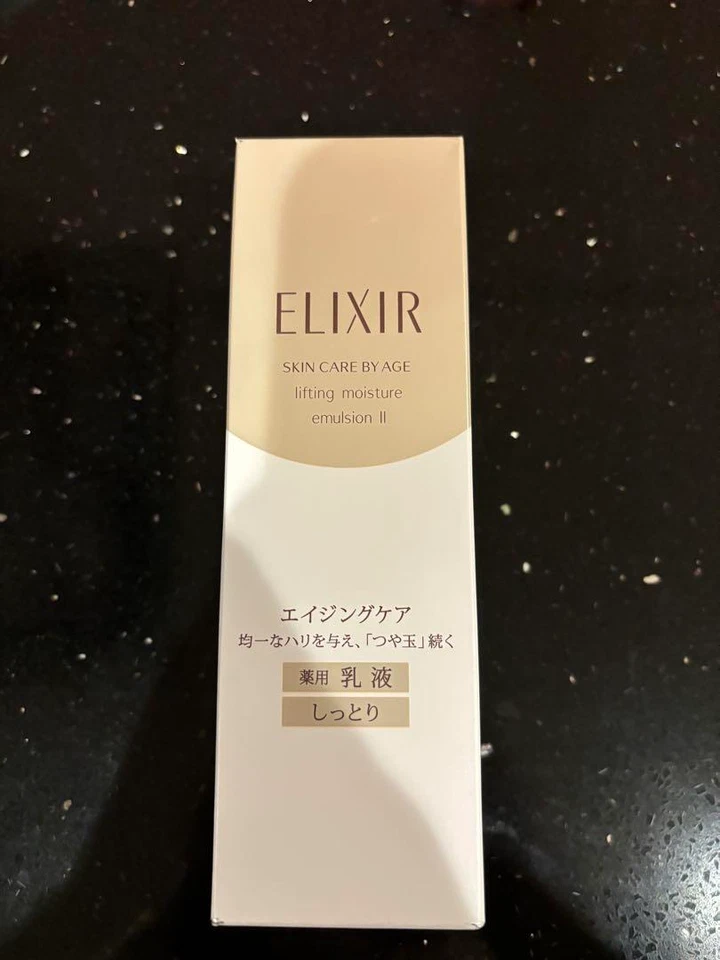 ELIXIR
SKIN CARE BY AGE
lifting moisture
emulsion II
エイジングケア
均一なハリを与え、「つや玉」続く
薬用 乳液
しっとり